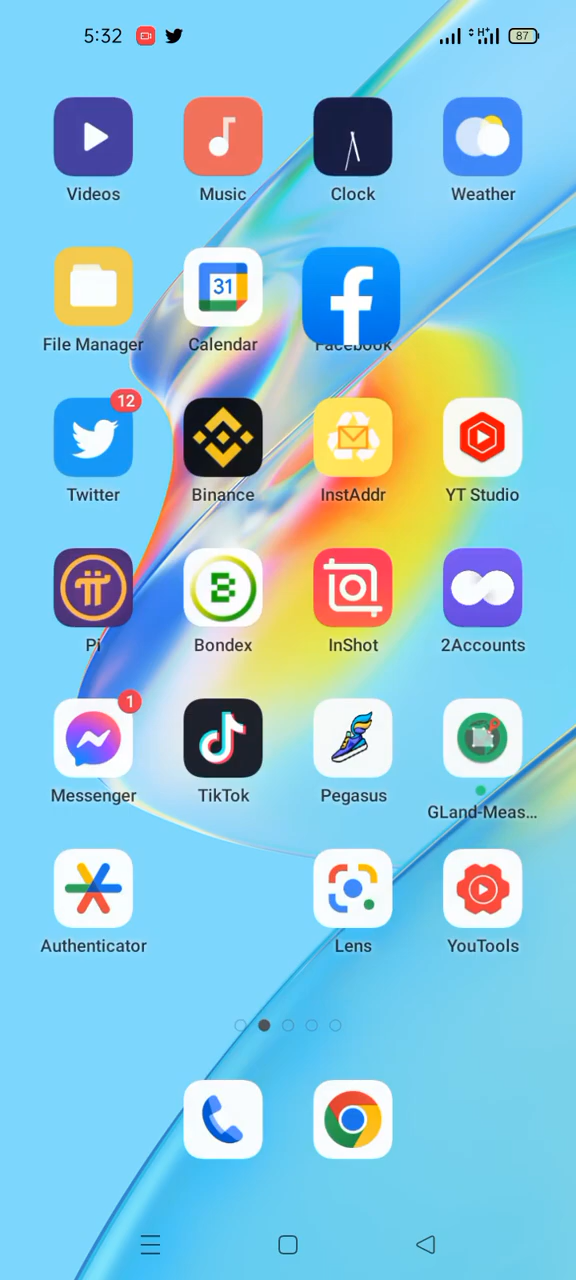 5:32 H+ 87
Videos Music Clock Weather
31
File Manager Calendar Facebook
12
Twitter Binance InstAddr YT Studio
Pi Bondex InShot 2Accounts
1
Messenger TikTok Pegasus GLand-Meas...
Authenticator Lens YouTools